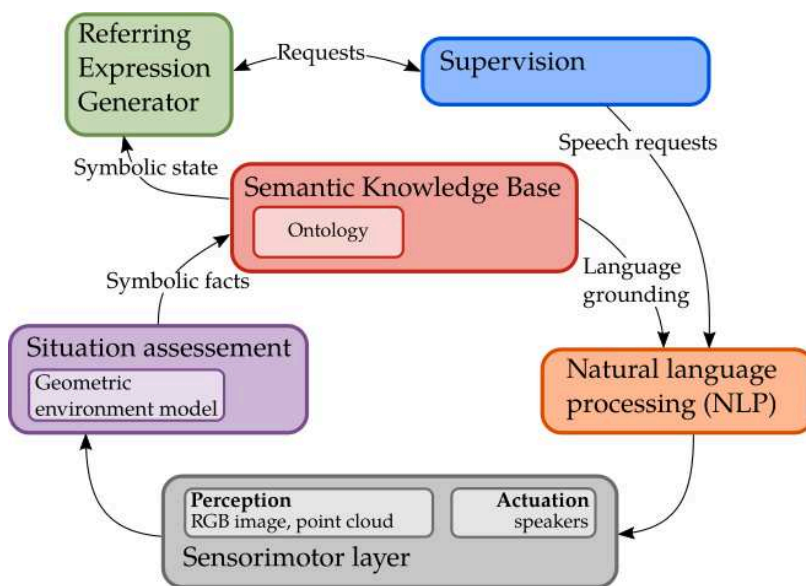 Referring
Expression
Generator
Requests
Supervision
Symbolic state
Speech requests
Semantic Knowledge Base
Ontology
Symbolic facts
Language
grounding
Situation assessement
Geometric
environment model
Natural language
processing (NLP)
Perception
RGB image, point cloud
Actuation
speakers
Sensorimotor layer